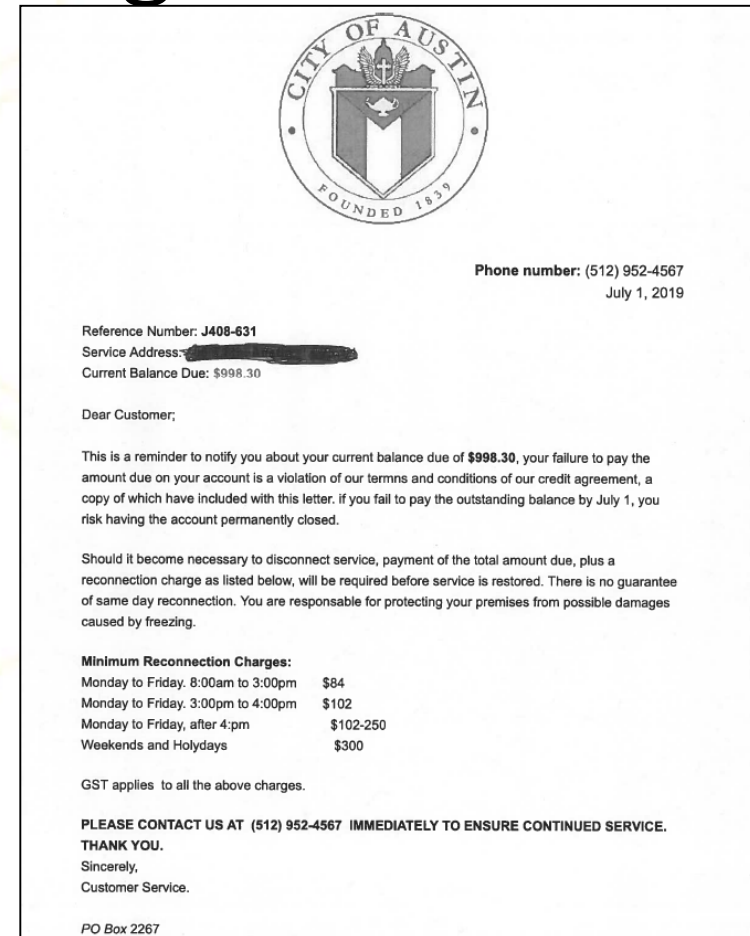 CITY OF AUSTIN
FOUNDED 1839
Phone number: (512) 952-4567
July 1, 2019
Reference Number: J408-631
Service Address:
Current Balance Due: $998.30
Dear Customer;
This is a reminder to notify you about your current balance due of $998.30, your failure to pay the
amount due on your account is a violation of our termns and conditions of our credit agreement, a
copy of which have included with this letter. if you fail to pay the outstanding balance by July 1, you
risk having the account permanently closed.
Should it become necessary to disconnect service, payment of the total amount due, plus a
reconnection charge as listed below, will be required before service is restored. There is no guarantee
of same day reconnection. You are responsable for protecting your premises from possible damages
caused by freezing.
Minimum Reconnection Charges:
Monday to Friday. 8:00am to 3:00pm $84
Monday to Friday. 3:00pm to 4:00pm $102
Monday to Friday, after 4:pm $102-250
Weekends and Holydays $300
GST applies to all the above charges.
PLEASE CONTACT US AT (512) 952-4567 IMMEDIATELY TO ENSURE CONTINUED SERVICE.
THANK YOU.
Sincerely,
Customer Service.
PO Box 2267